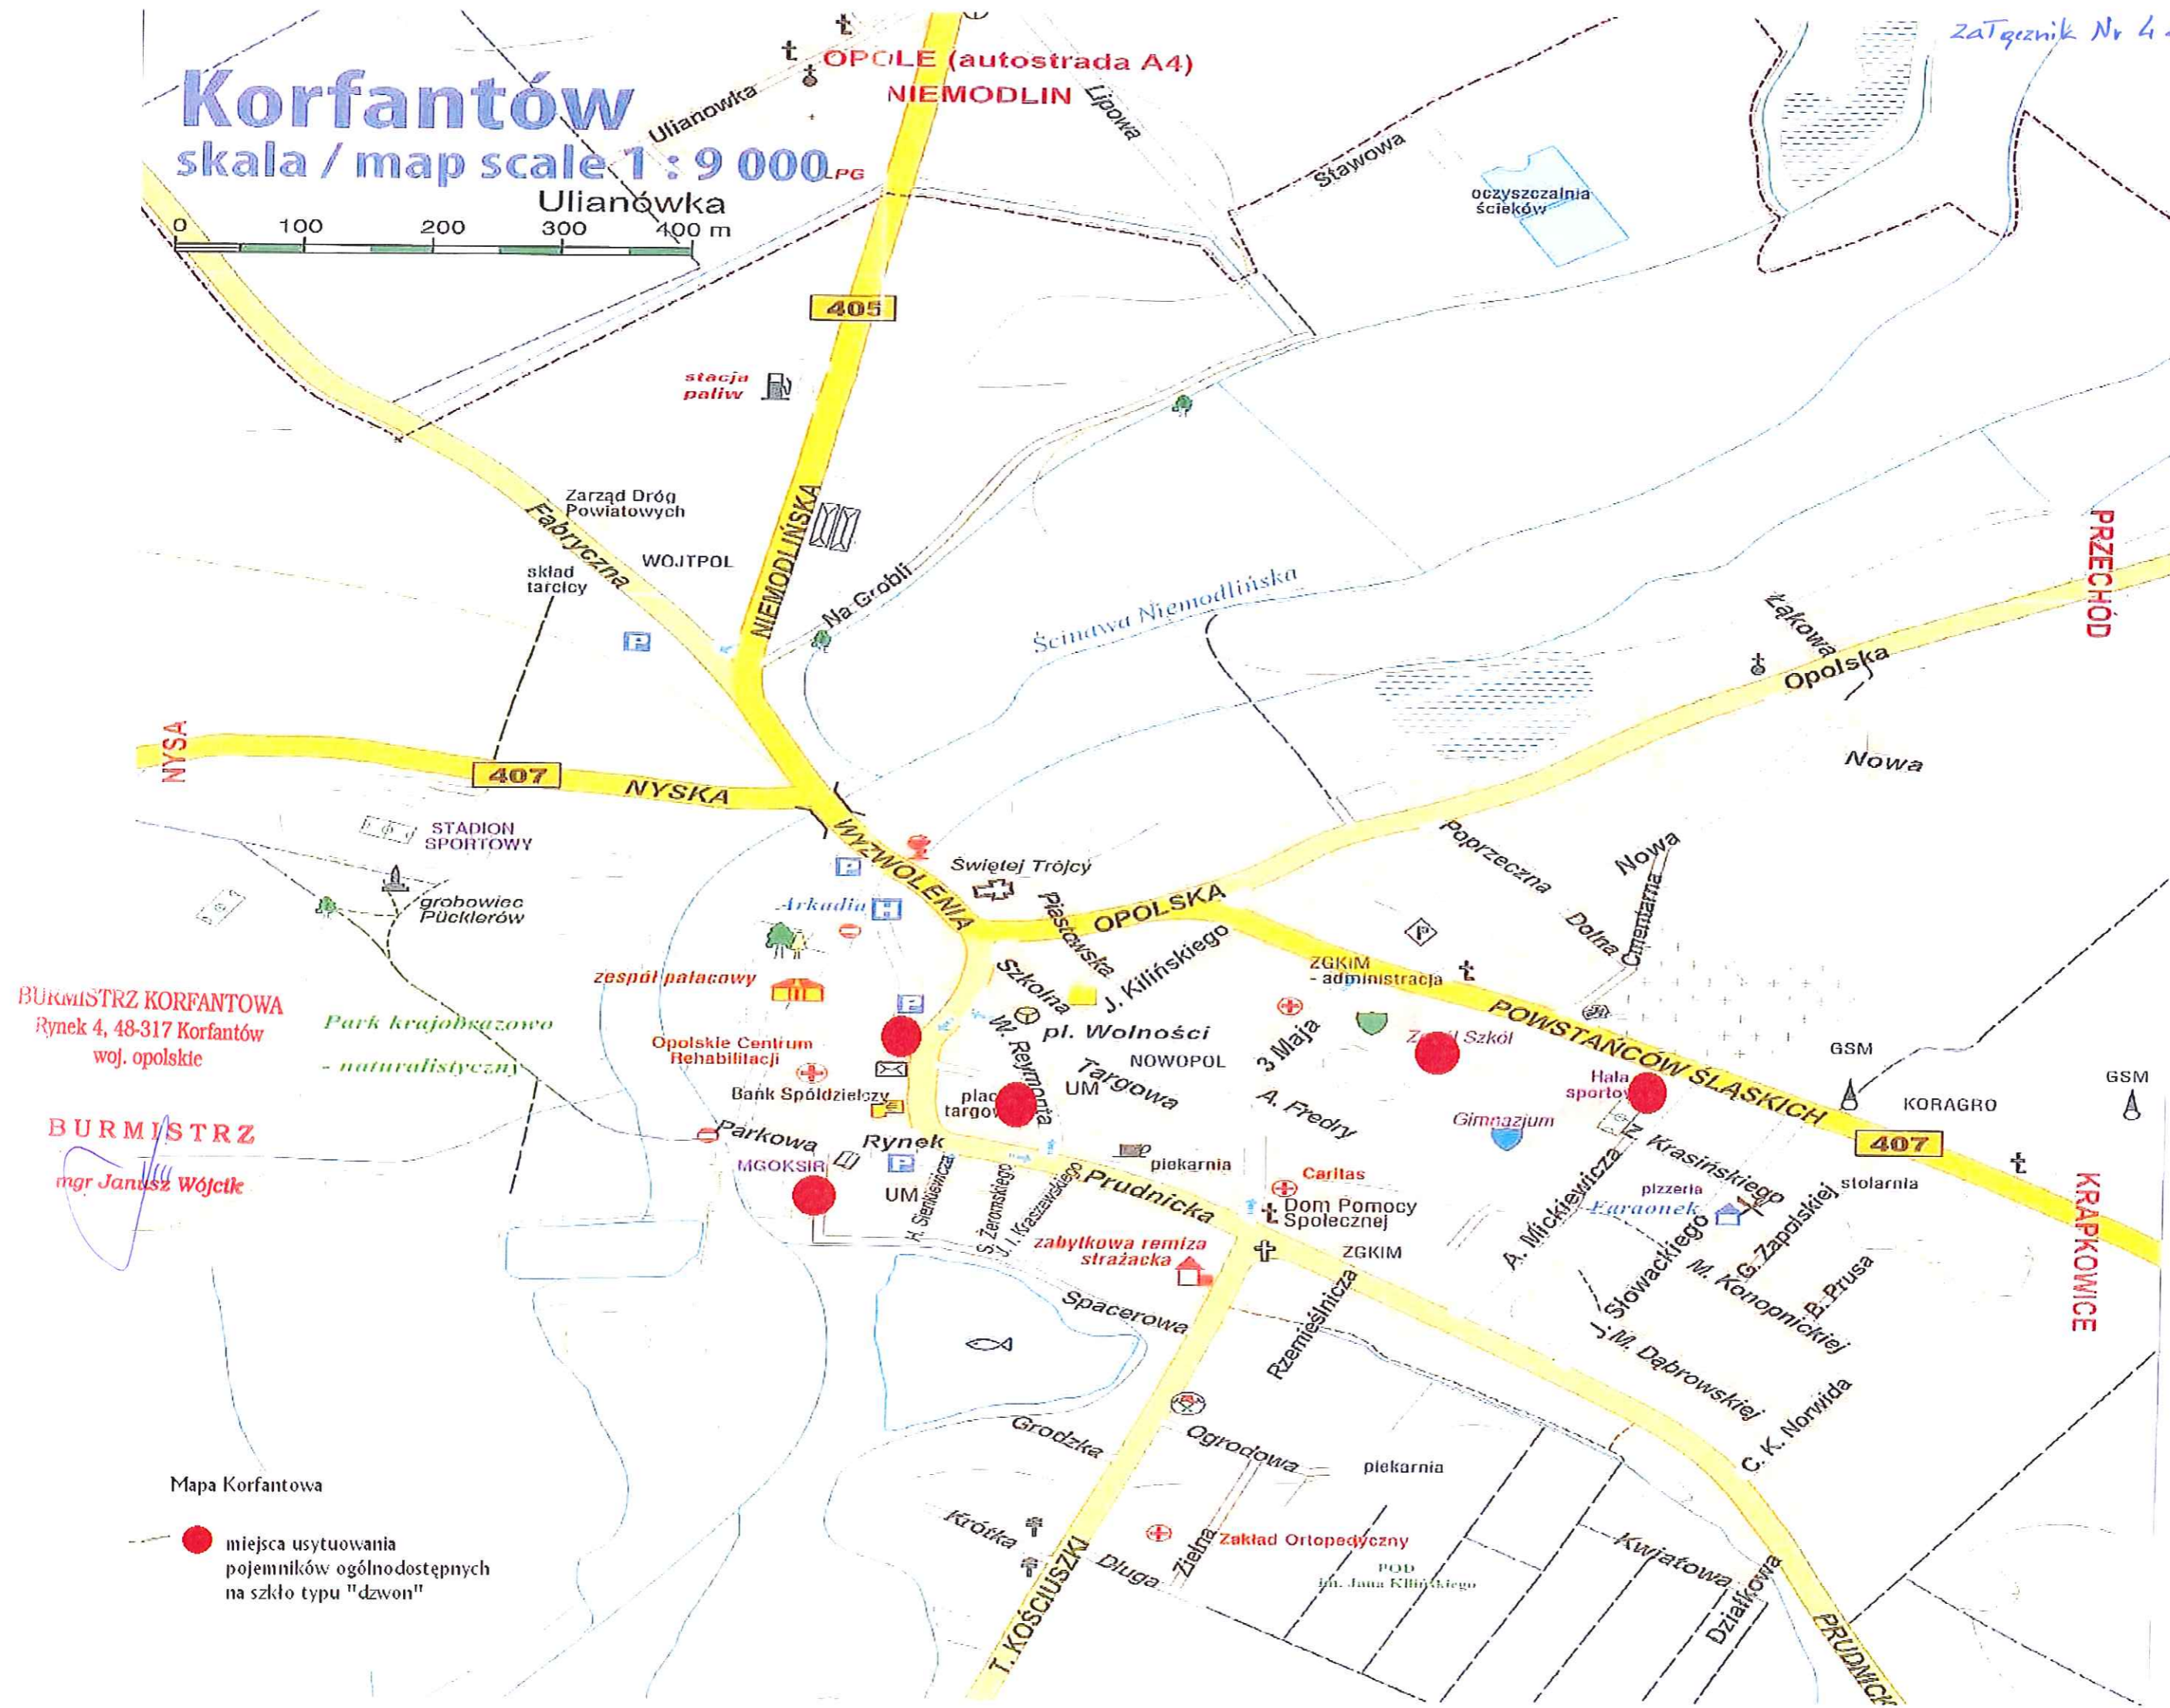 Załącznik Nr 4
Korfantów
skala / map scale 1 : 9 000
LPG
OPOLE (autostrada A4)
NIEMODLIN
Ulianowka
Lipowa
Stawowa
oczyszczalnia
ścieków
Ulianówka
0 100 200 300 400 m
405
stacja
paliw
Zarząd Dróg
Powiatowych
Fabryczna
WOJTPOL
skład
tarcicy
NIEMODLIŃSKA
Na Grobli
Ścinawa Niemodlińska
PRZECHÓD
Łąkowa
Opolska
Nowa
NYSA
407
NYSKA
STADION
SPORTOWY
grobowiec
Pücklerów
WYZWOLENIA
Świętej Trójcy
Arkadia
OPOLSKA
Piastowska
Poprzeczna
Nowa
Dolna
Cmentarna
zespół pałacowy
Szkolna
J. Kilińskiego
ZGKiM
- administracja
POWSTAŃCÓW ŚLĄSKICH
BURMISTRZ KORFANTOWA
Rynek 4, 48-317 Korfantów
woj. opolskie
Park krajobrazowo
- naturalistyczny
Opolskie Centrum
Rehabilitacji
W. Reymonta
pl. Wolności
NOWOPOL
3 Maja
Szkół
GSM
GSM
Bank Spółdzielczy
plac
UM
Targowa
A. Fredry
Hala
Gimnazjum
KORAGRO
407
BURMISTRZ
mgr Janusz Wójcik
Parkowa
Rynek
MGOKSIR
UM
piekarnia
Prudnicka
Caritas
Dom Pomocy
Społecznej
H. Sienkiewicza
S. Żeromskiego
J. I. Kraszewskiego
zabytkowa remiza
strażacka
ZGKIM
A. Mickiewicza
Z. Krasińskiego
pizzeria
Faraonek
stolarnia
G. Zapolskiej
J. Słowackiego
M. Konopnickiej
B. Prusa
KRAPKOWICE
Spacerowa
Rzemieślnicza
M. Dąbrowskiej
C. K. Norwida
Grodzka
Ogrodowa
piekarnia
Mapa Korfantowa
miejsca usytuowania
pojemników ogólnodostępnych
na szkło typu "dzwon"
Krótka
Długa
Zielna
Zakład Ortopedyczny
POD
im. Jana Kilińskiego
Kwiatowa
Działkowa
T. KOŚCIUSZKI
PRUDNICK